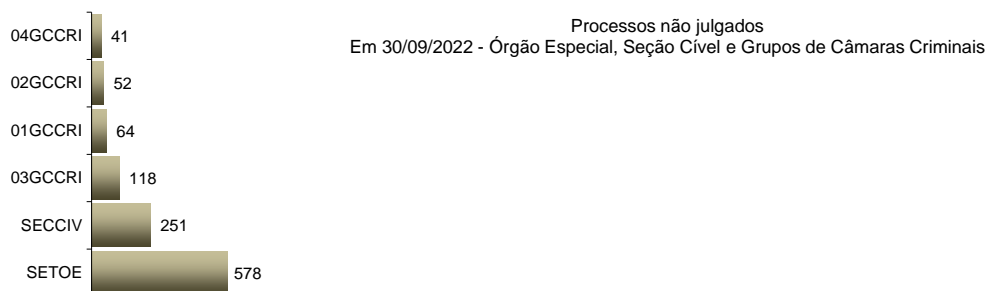 Processos não julgados
Em 30/09/2022 - Órgão Especial, Seção Cível e Grupos de Câmaras Criminais
04GCCRI 41
02GCCRI 52
01GCCRI 64
03GCCRI 118
SECCIV 251
SETOE 578